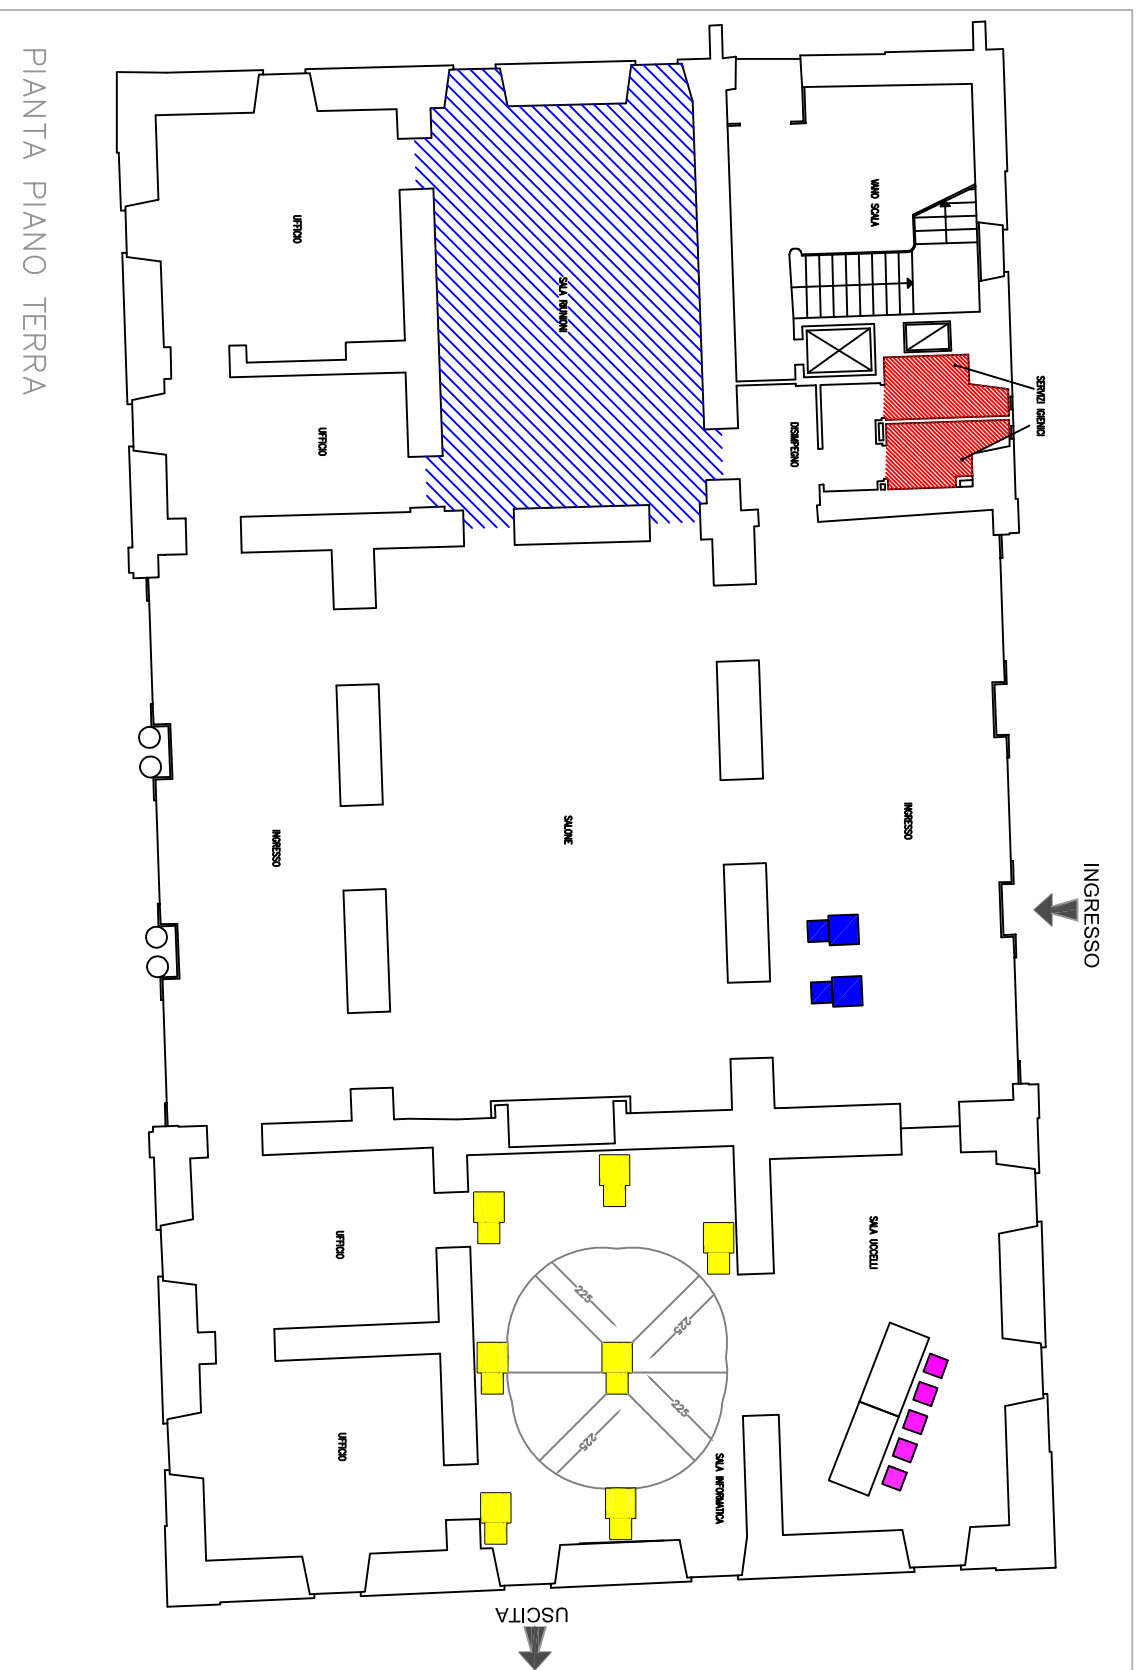 PIANTA PIANO TERRA
VANO SCALA
UFFICIO
SALA RIUNIONI
SERVIZI IGIENICI
UFFICIO
DISIMPEGNO
INGRESSO
SALONE
INGRESSO
INGRESSO
UFFICIO
SALA UCCELLI
225
225
225
225
UFFICIO
SALA INFORMATICA
USCITA